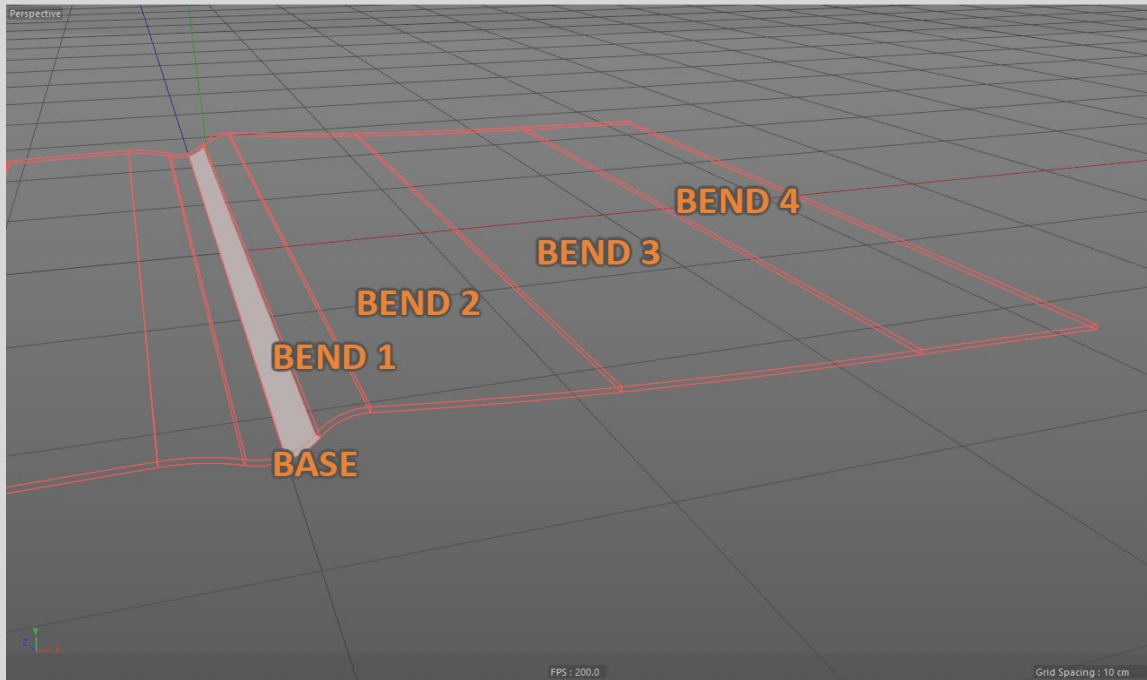 Perspective
BEND 4
BEND 3
BEND 2
BEND 1
BASE
Y
Z X
FPS : 200.0
Grid Spacing : 10 cm